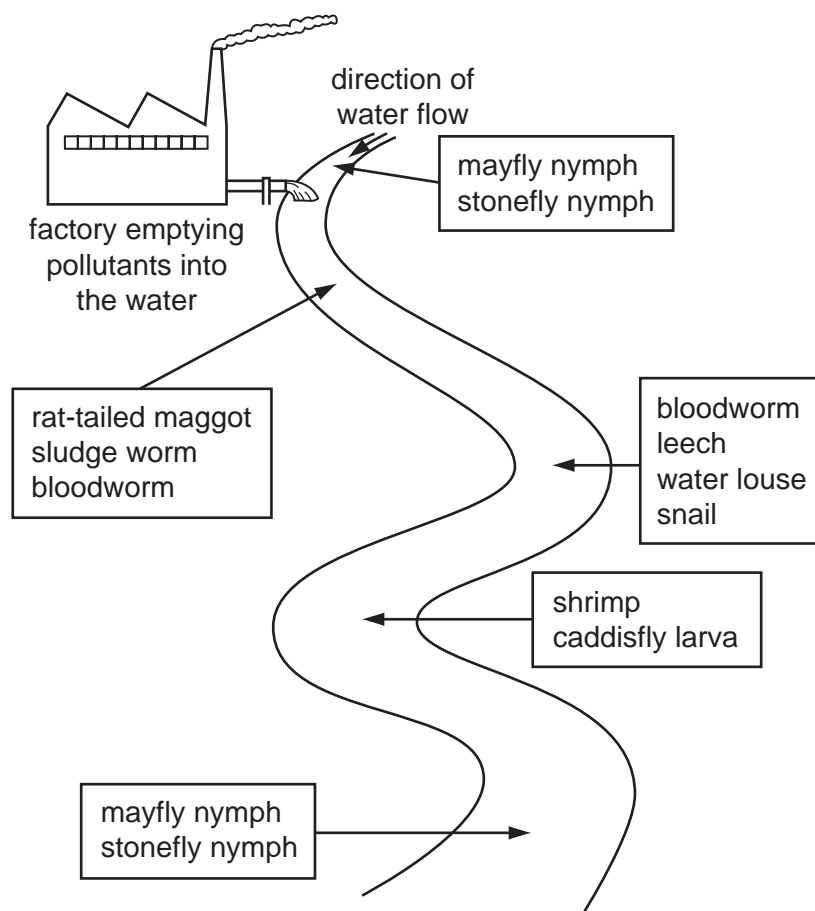 direction of
water flow
mayfly nymph
stonefly nymph
factory emptying
pollutants into
the water
rat-tailed maggot
sludge worm
bloodworm
bloodworm
leech
water louse
snail
shrimp
caddisfly larva
mayfly nymph
stonefly nymph